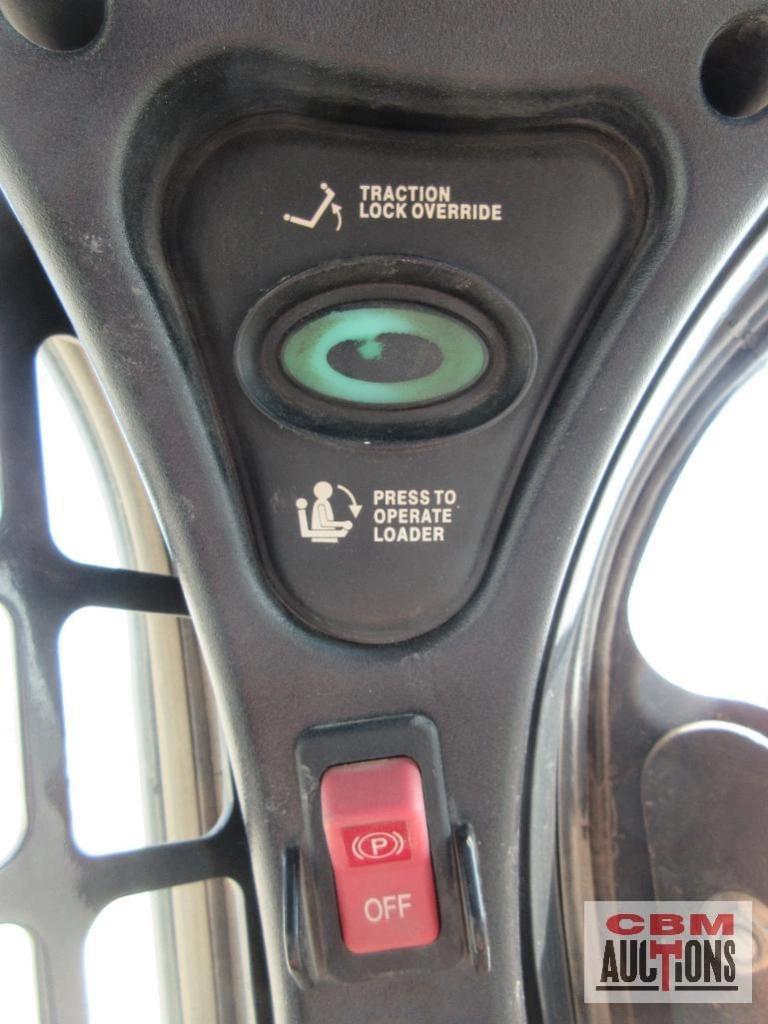 TRACTION
LOCK OVERRIDE
PRESS TO
OPERATE
LOADER
P
OFF
CBM
AUCTIONS